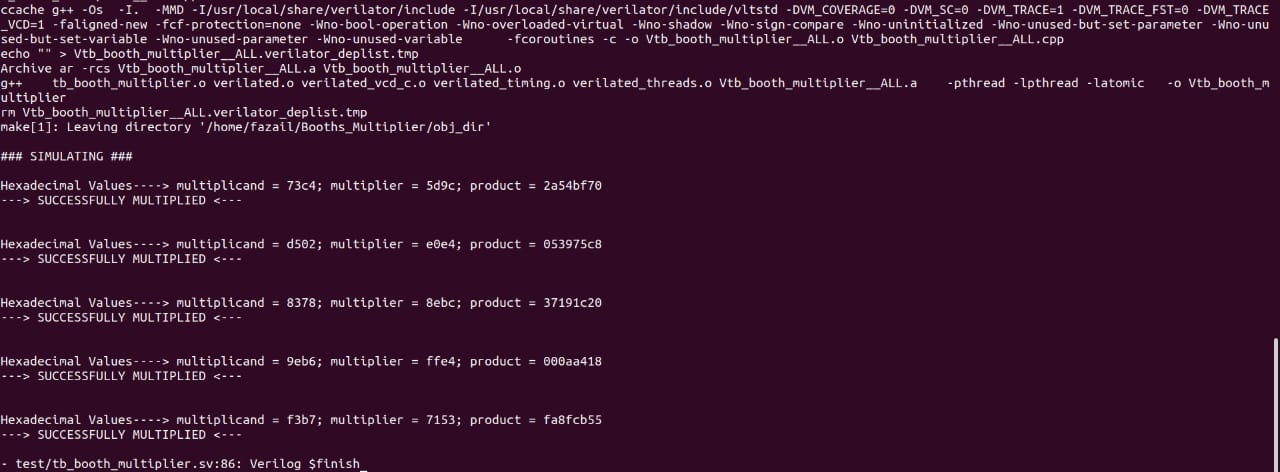 ccache g++ -Os  -I.  -MMD -I/usr/local/share/verilator/include -I/usr/local/share/verilator/include/vltstd -DVM_COVERAGE=0 -DVM_SC=0 -DVM_TRACE=1 -DVM_TRACE_FST=0 -DVM_TRACE
_VCD=1 -faligned-new -fcf-protection=none -Wno-bool-operation -Wno-overloaded-virtual -Wno-shadow -Wno-sign-compare -Wno-uninitialized -Wno-unused-but-set-parameter -Wno-unu
sed-but-set-variable -Wno-unused-parameter -Wno-unused-variable      -fcoroutines -c -o Vtb_booth_multiplier__ALL.o Vtb_booth_multiplier__ALL.cpp
echo "" > Vtb_booth_multiplier__ALL.verilator_deplist.tmp
Archive ar -rcs Vtb_booth_multiplier__ALL.a Vtb_booth_multiplier__ALL.o
g++    tb_booth_multiplier.o verilated.o verilated_vcd_c.o verilated_timing.o verilated_threads.o Vtb_booth_multiplier__ALL.a    -pthread -lpthread -latomic   -o Vtb_booth_m
ultiplier
rm Vtb_booth_multiplier__ALL.verilator_deplist.tmp
make[1]: Leaving directory '/home/fazail/Booths_Multiplier/obj_dir'
### SIMULATING ###
Hexadecimal Values----> multiplicand = 73c4; multiplier = 5d9c; product = 2a54bf70
---> SUCCESSFULLY MULTIPLIED <---
Hexadecimal Values----> multiplicand = d502; multiplier = e0e4; product = 053975c8
---> SUCCESSFULLY MULTIPLIED <---
Hexadecimal Values----> multiplicand = 8378; multiplier = 8ebc; product = 37191c20
---> SUCCESSFULLY MULTIPLIED <---
Hexadecimal Values----> multiplicand = 9eb6; multiplier = ffe4; product = 000aa418
---> SUCCESSFULLY MULTIPLIED <---
Hexadecimal Values----> multiplicand = f3b7; multiplier = 7153; product = fa8fcb55
---> SUCCESSFULLY MULTIPLIED <---
- test/tb_booth_multiplier.sv:86: Verilog $finish